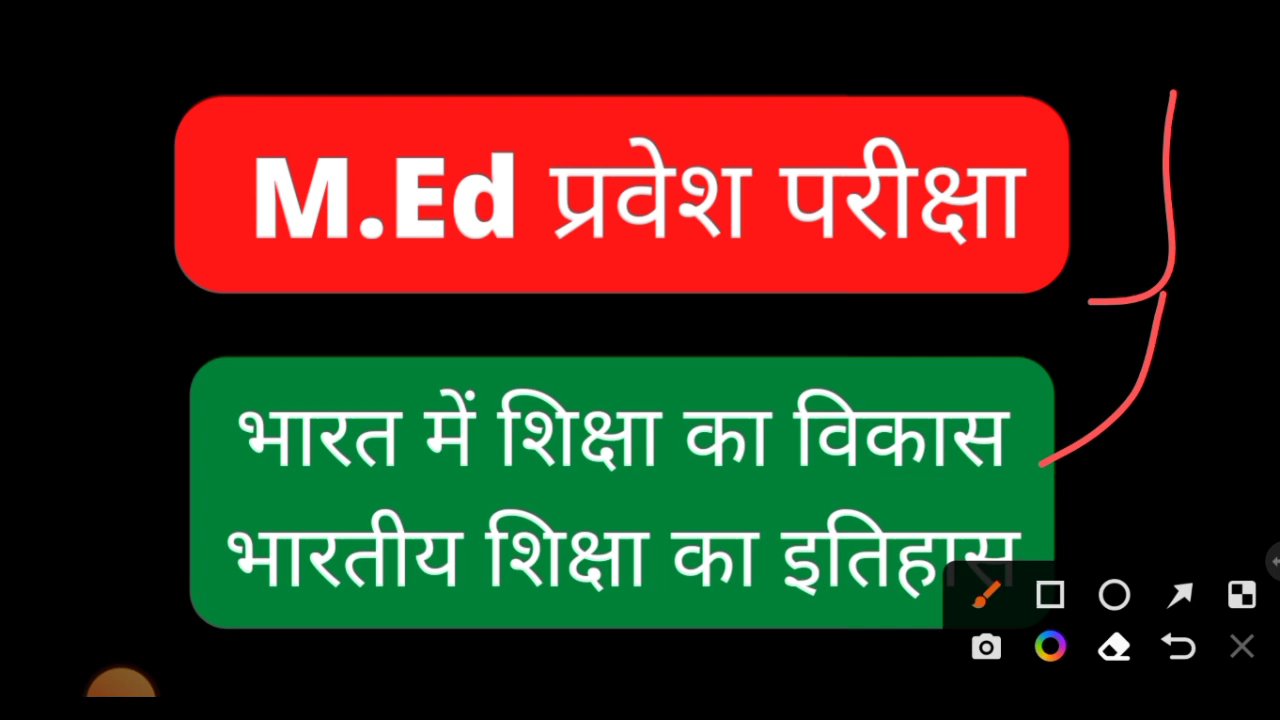 M.Ed प्रवेश परीक्षा
भारत में शिक्षा का विकास
भारतीय शिक्षा का इतिहास